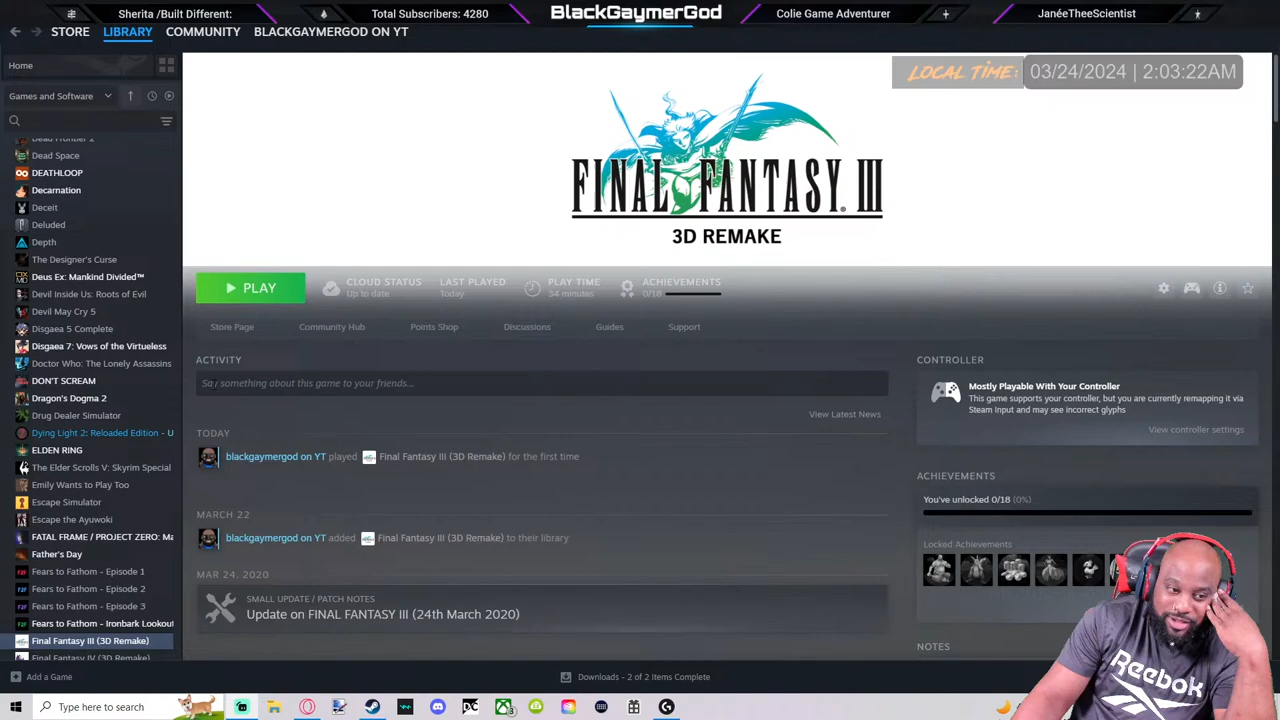 Sherita /Built Different:
Total Subscribers: 4280
BlackGaymerGod
Colie Game Adventurer
JanéeTheeScientist
STORE
LIBRARY
COMMUNITY
BLACKGAYMERGOD ON YT
Home
LOCAL TIME:
03/24/2024 | 2:03:22AM
Games and Software
Dead Frontier 2
Dead Space
DEATHLOOP
Decarnation
Deceit
Deluded
Depth
The Designer's Curse
Deus Ex: Mankind Divided™
Devil Inside Us: Roots of Evil
Devil May Cry 5
Disgaea 5 Complete
Disgaea 7: Vows of the Virtueless
Doctor Who: The Lonely Assassins
DON'T SCREAM
Dragon's Dogma 2
Drug Dealer Simulator
Dying Light 2: Reloaded Edition - U
ELDEN RING
The Elder Scrolls V: Skyrim Special
Emily Wants to Play Too
Escape Simulator
Escape the Ayuwoki
FATAL FRAME / PROJECT ZERO: Ma
Father's Day
Fears to Fathom - Episode 1
Fears to Fathom - Episode 2
Fears to Fathom - Episode 3
Fears to Fathom - Ironbark Lookout
Final Fantasy III (3D Remake)
Final Fantasy IV (3D Remake)
FINAL FANTASY III
3D REMAKE
PLAY
CLOUD STATUS
Up to date
LAST PLAYED
Today
PLAY TIME
34 minutes
ACHIEVEMENTS
0/18
Store Page
Community Hub
Points Shop
Discussions
Guides
Support
ACTIVITY
Say something about this game to your friends...
View Latest News
TODAY
blackgaymergod on YT played Final Fantasy III (3D Remake) for the first time
MARCH 22
blackgaymergod on YT added Final Fantasy III (3D Remake) to their library
MAR 24, 2020
SMALL UPDATE / PATCH NOTES
Update on FINAL FANTASY III (24th March 2020)
CONTROLLER
Mostly Playable With Your Controller
This game supports your controller, but you are currently remapping it via
Steam Input and may see incorrect glyphs
View controller settings
ACHIEVEMENTS
You've unlocked 0/18 (0%)
Locked Achievements
NOTES
Reebok
Add a Game
Downloads - 2 of 2 Items Complete
Type here to search